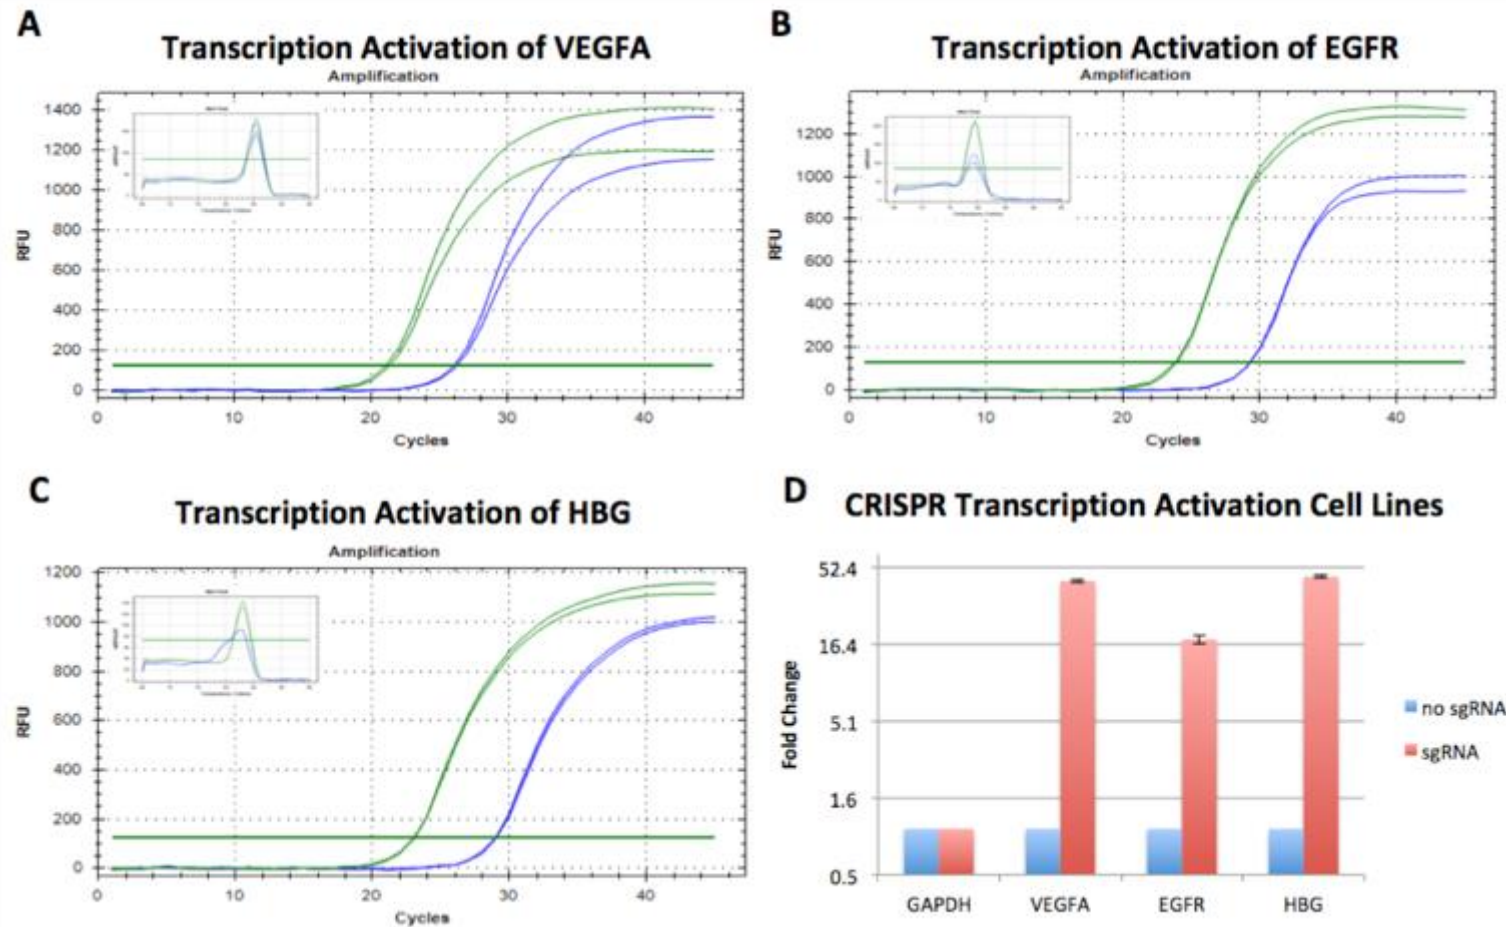 A
Transcription Activation of VEGFA
Amplification
1400
1200
1000
800
600
400
200
0
RFU
0 10 20 30 40
Cycles
B
Transcription Activation of EGFR
Amplification
1200
1000
800
600
400
200
0
RFU
0 10 20 30 40
Cycles
C
Transcription Activation of HBG
Amplification
1200
1000
800
600
400
200
0
RFU
0 10 20 30 40
Cycles
D
CRISPR Transcription Activation Cell Lines
52.4
16.4
5.1
1.6
0.5
Fold Change
GAPDH VEGFA EGFR HBG
no sgRNA
sgRNA